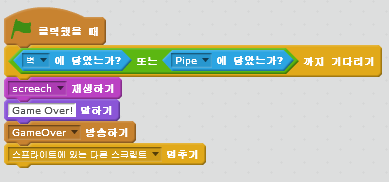 클릭했을 때
벽 에 닿았는가? 또는 Pipe 에 닿았는가? 까지 기다리기
screech 재생하기
Game Over! 말하기
GameOver 방송하기
스프라이트에 있는 다른 스크립트 멈추기